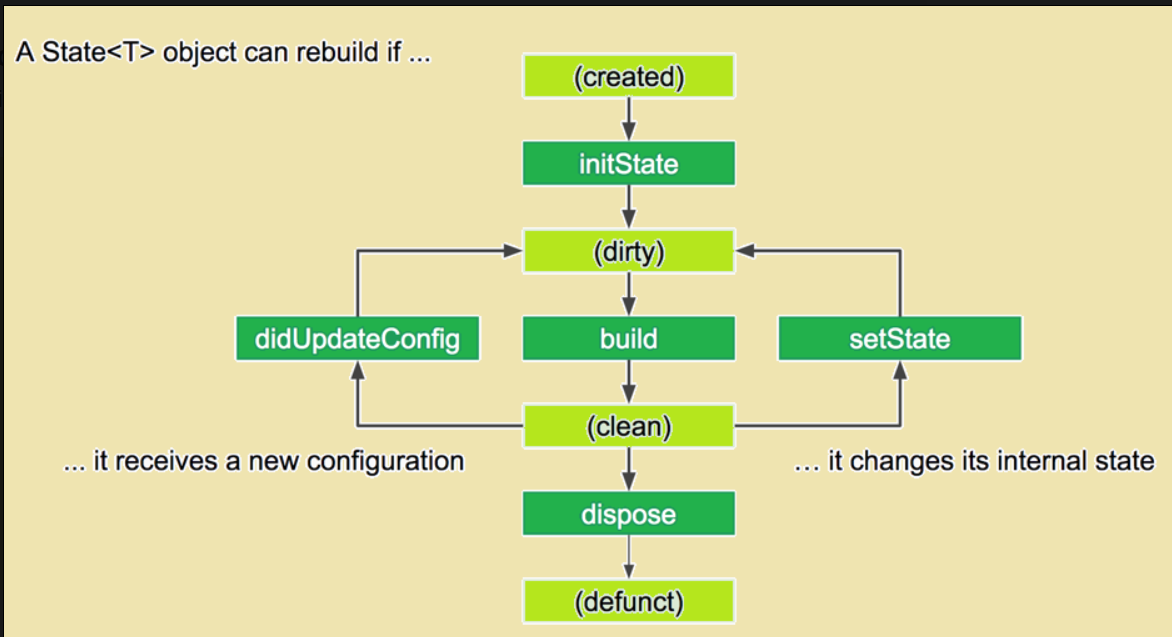 A State<T> object can rebuild if ...
(created)
initState
(dirty)
didUpdateConfig
build
setState
(clean)
... it receives a new configuration
... it changes its internal state
dispose
(defunct)